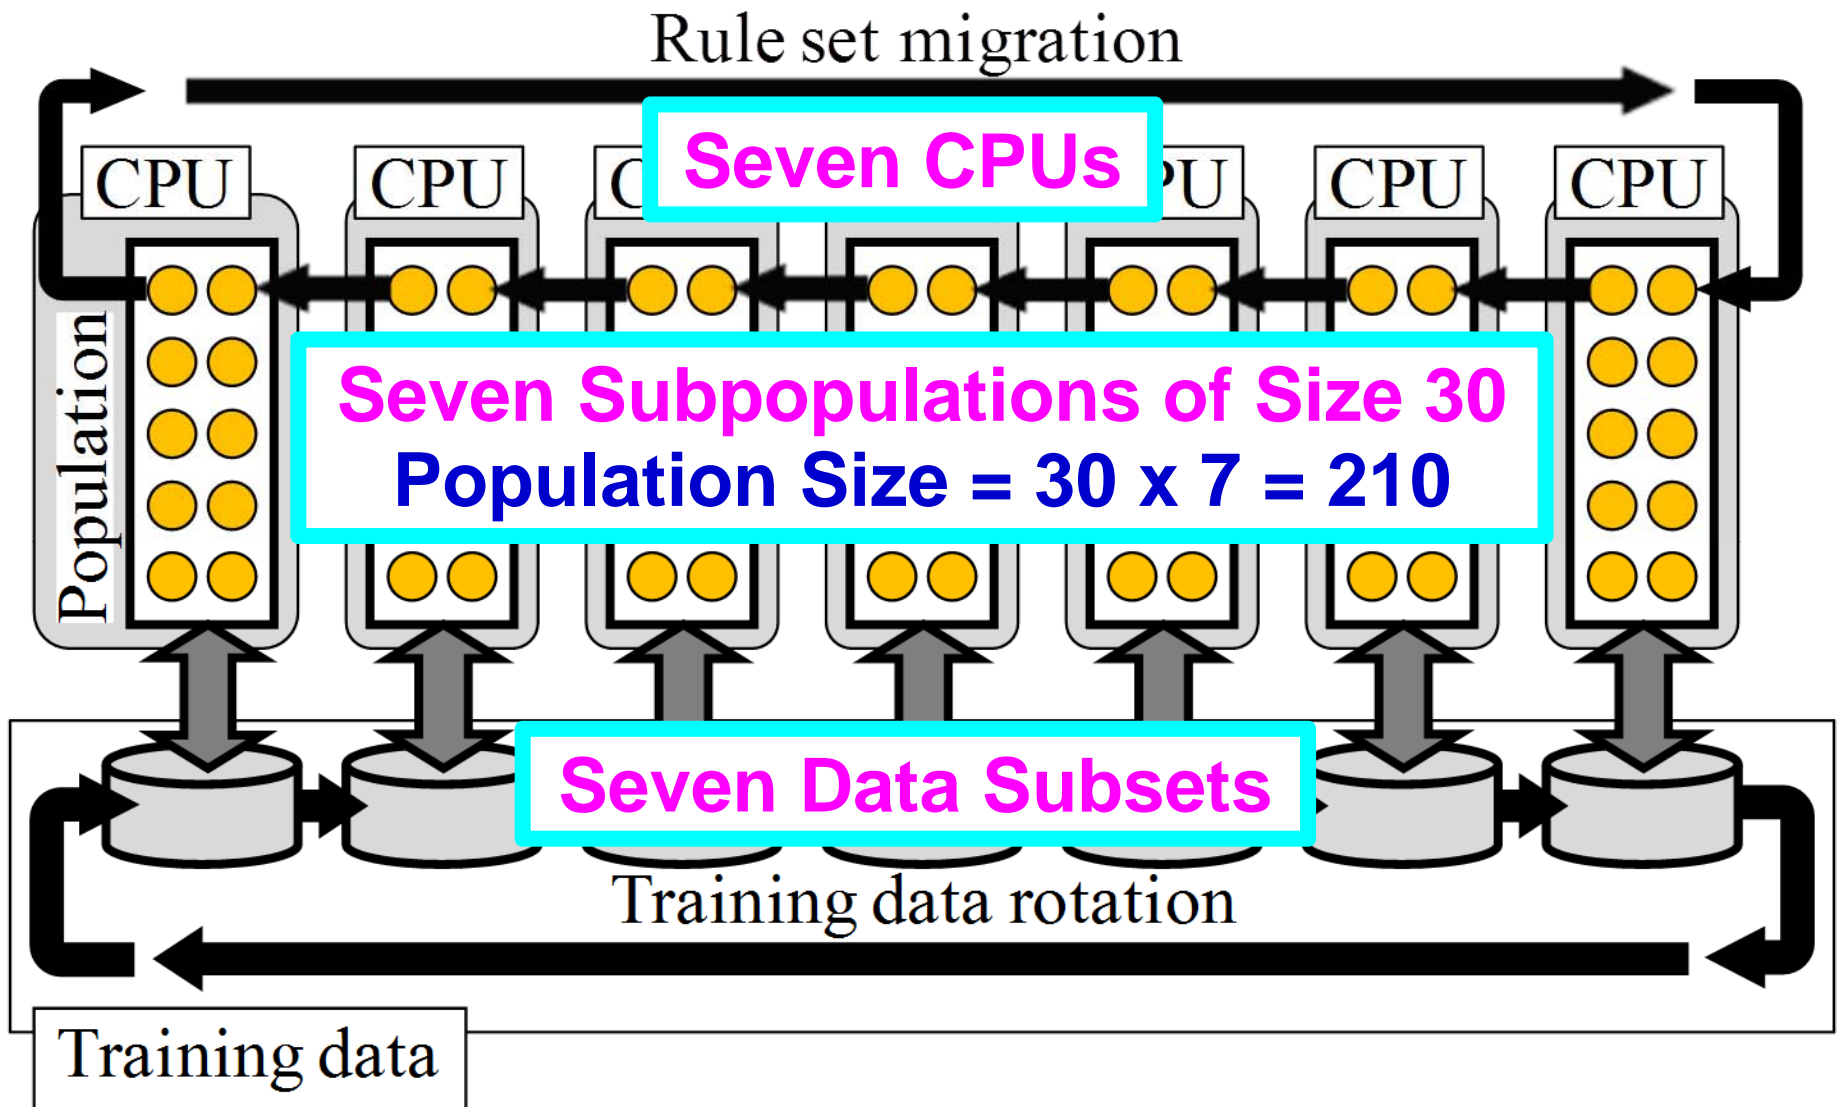 Rule set migration
Seven CPUs
CPU
CPU
CPU
CPU
Population
Seven Subpopulations of Size 30
Population Size = 30 x 7 = 210
Seven Data Subsets
Training data rotation
Training data